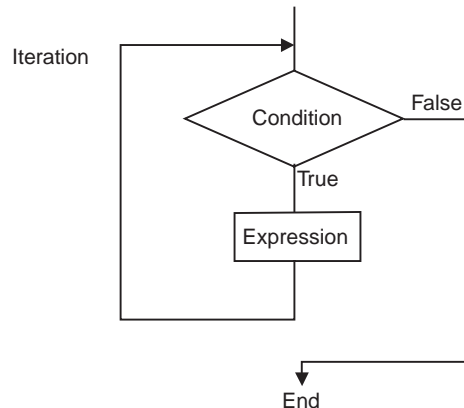 Iteration
Condition
False
True
Expression
End